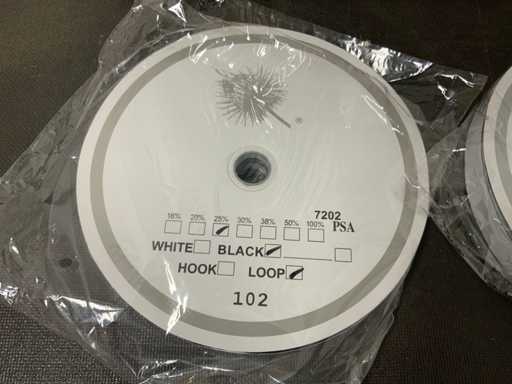 ®
7202
16% 20% 25% 30% 38% 50% 100% PSA
WHITE BLACK
HOOK LOOP
102